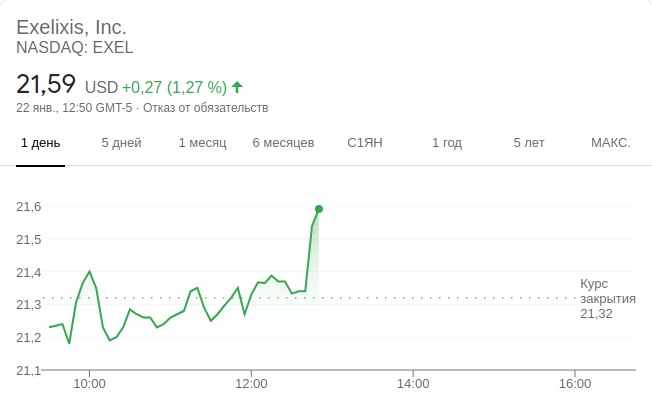 Exelixis, Inc.
NASDAQ: EXEL
21,59 USD +0,27 (1,27 %)
22 янв., 12:50 GMT-5 · Отказ от обязательств
1 день 5 дней 1 месяц 6 месяцев С1ЯН 1 год 5 лет МАКС.
21,6
21,5
21,4
21,3
21,2
21,1
Курс
закрытия
21,32
10:00 12:00 14:00 16:00